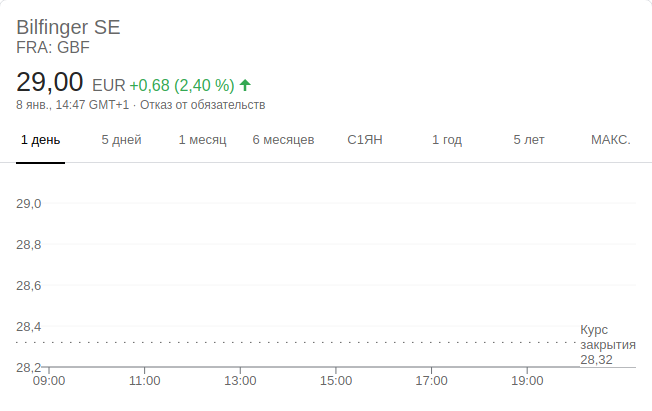 Bilfinger SE
FRA: GBF
29,00 EUR +0,68 (2,40 %)
8 янв., 14:47 GMT+1 · Отказ от обязательств
1 день 5 дней 1 месяц 6 месяцев С1ЯН 1 год 5 лет МАКС.
29,0
28,8
28,6
28,4
Курс
закрытия
28,32
28,2
09:00 11:00 13:00 15:00 17:00 19:00